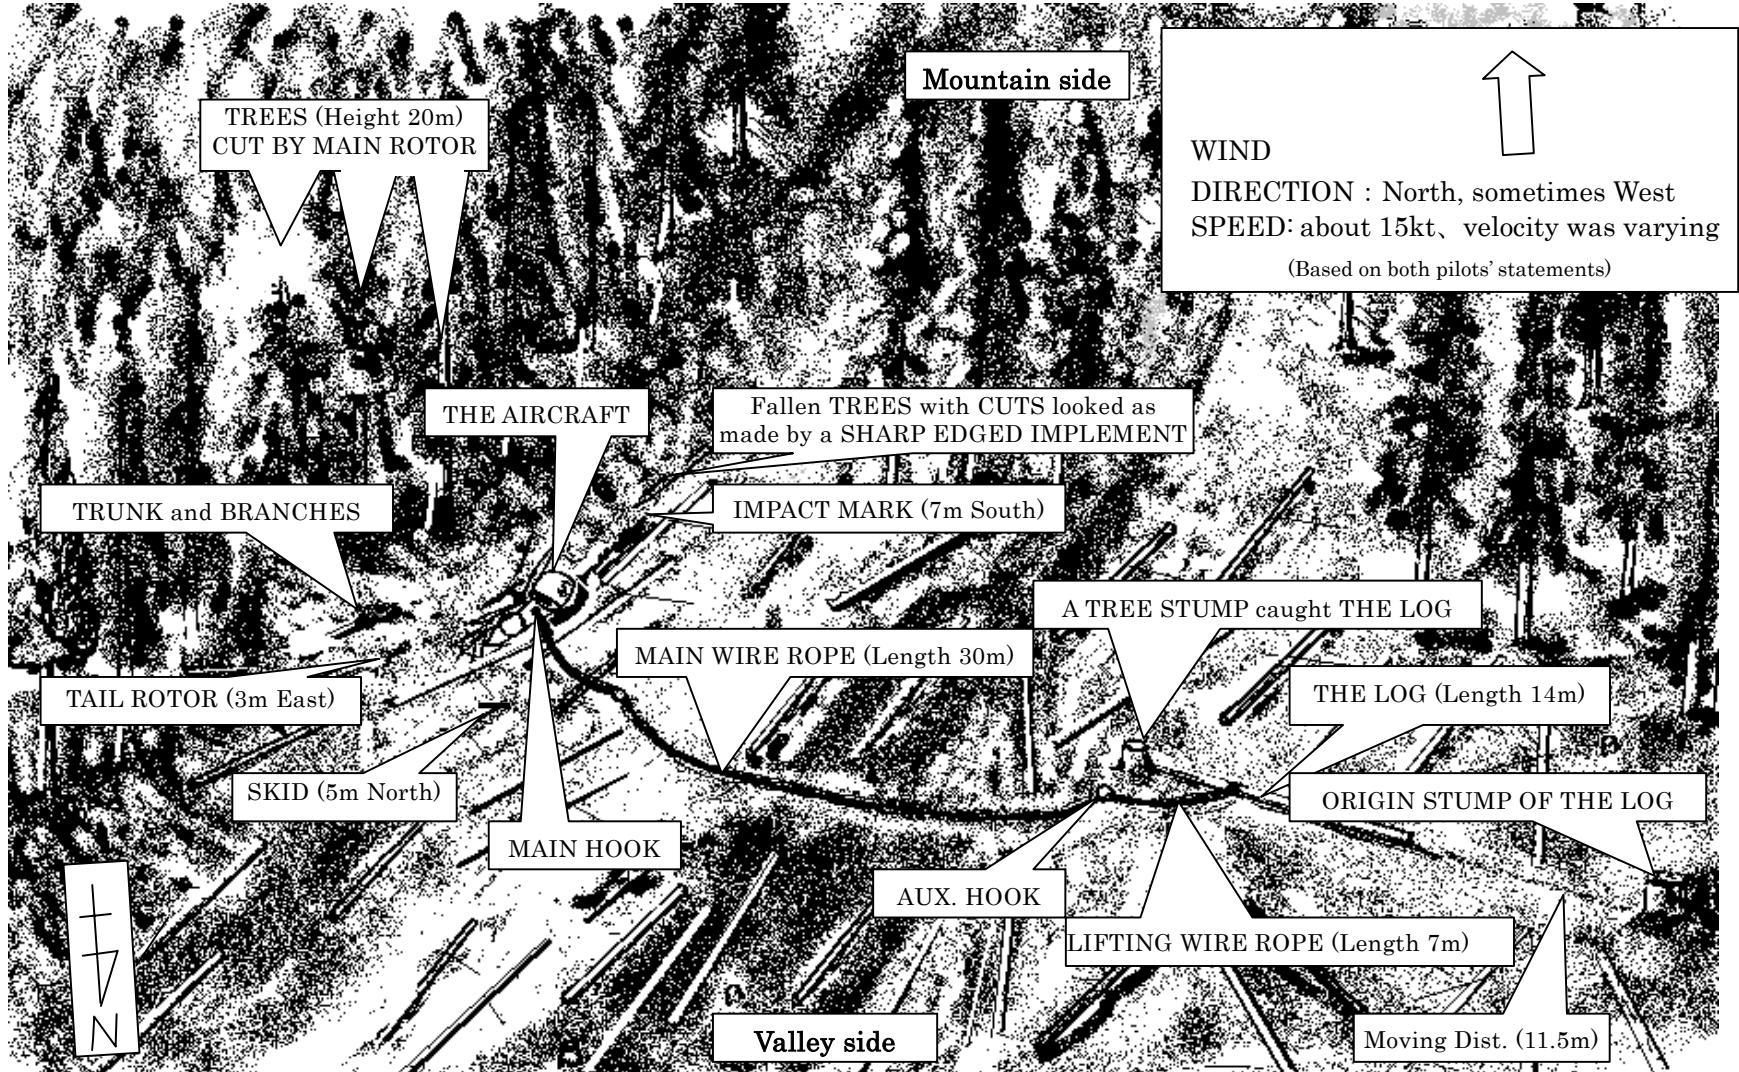 Mountain side
TREES (Height 20m)
CUT BY MAIN ROTOR
WIND
DIRECTION : North, sometimes West
SPEED: about 15kt、velocity was varying
(Based on both pilots' statements)
THE AIRCRAFT
Fallen TREES with CUTS looked as
made by a SHARP EDGED IMPLEMENT
TRUNK and BRANCHES
IMPACT MARK (7m South)
A TREE STUMP caught THE LOG
MAIN WIRE ROPE (Length 30m)
TAIL ROTOR (3m East)
THE LOG (Length 14m)
SKID (5m North)
ORIGIN STUMP OF THE LOG
MAIN HOOK
AUX. HOOK
LIFTING WIRE ROPE (Length 7m)
N
Valley side
Moving Dist. (11.5m)